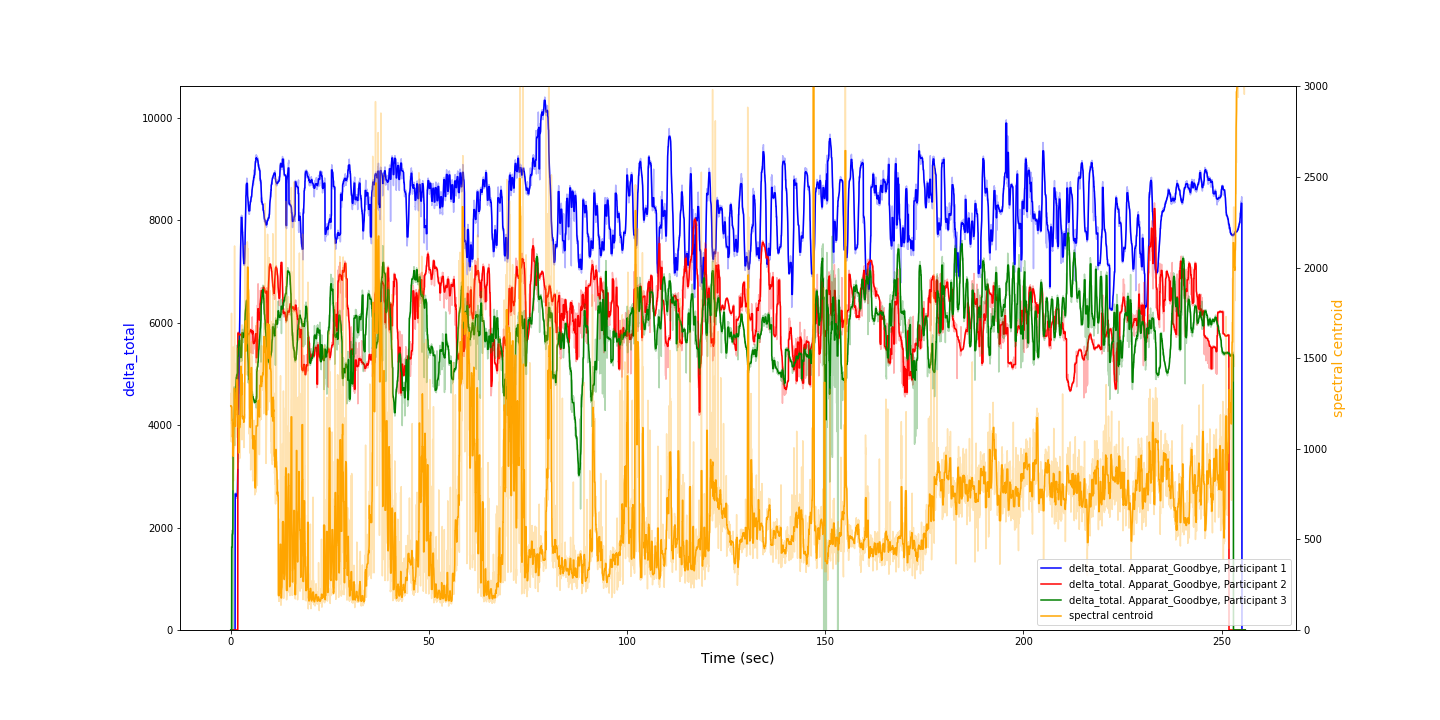 delta_total
10000
8000
6000
4000
2000
0
3000
2500
2000
1500
1000
500
0
spectral centroid
0 50 100 150 200 250
Time (sec)
delta_total. Apparat_Goodbye, Participant 1
delta_total. Apparat_Goodbye, Participant 2
delta_total. Apparat_Goodbye, Participant 3
spectral centroid